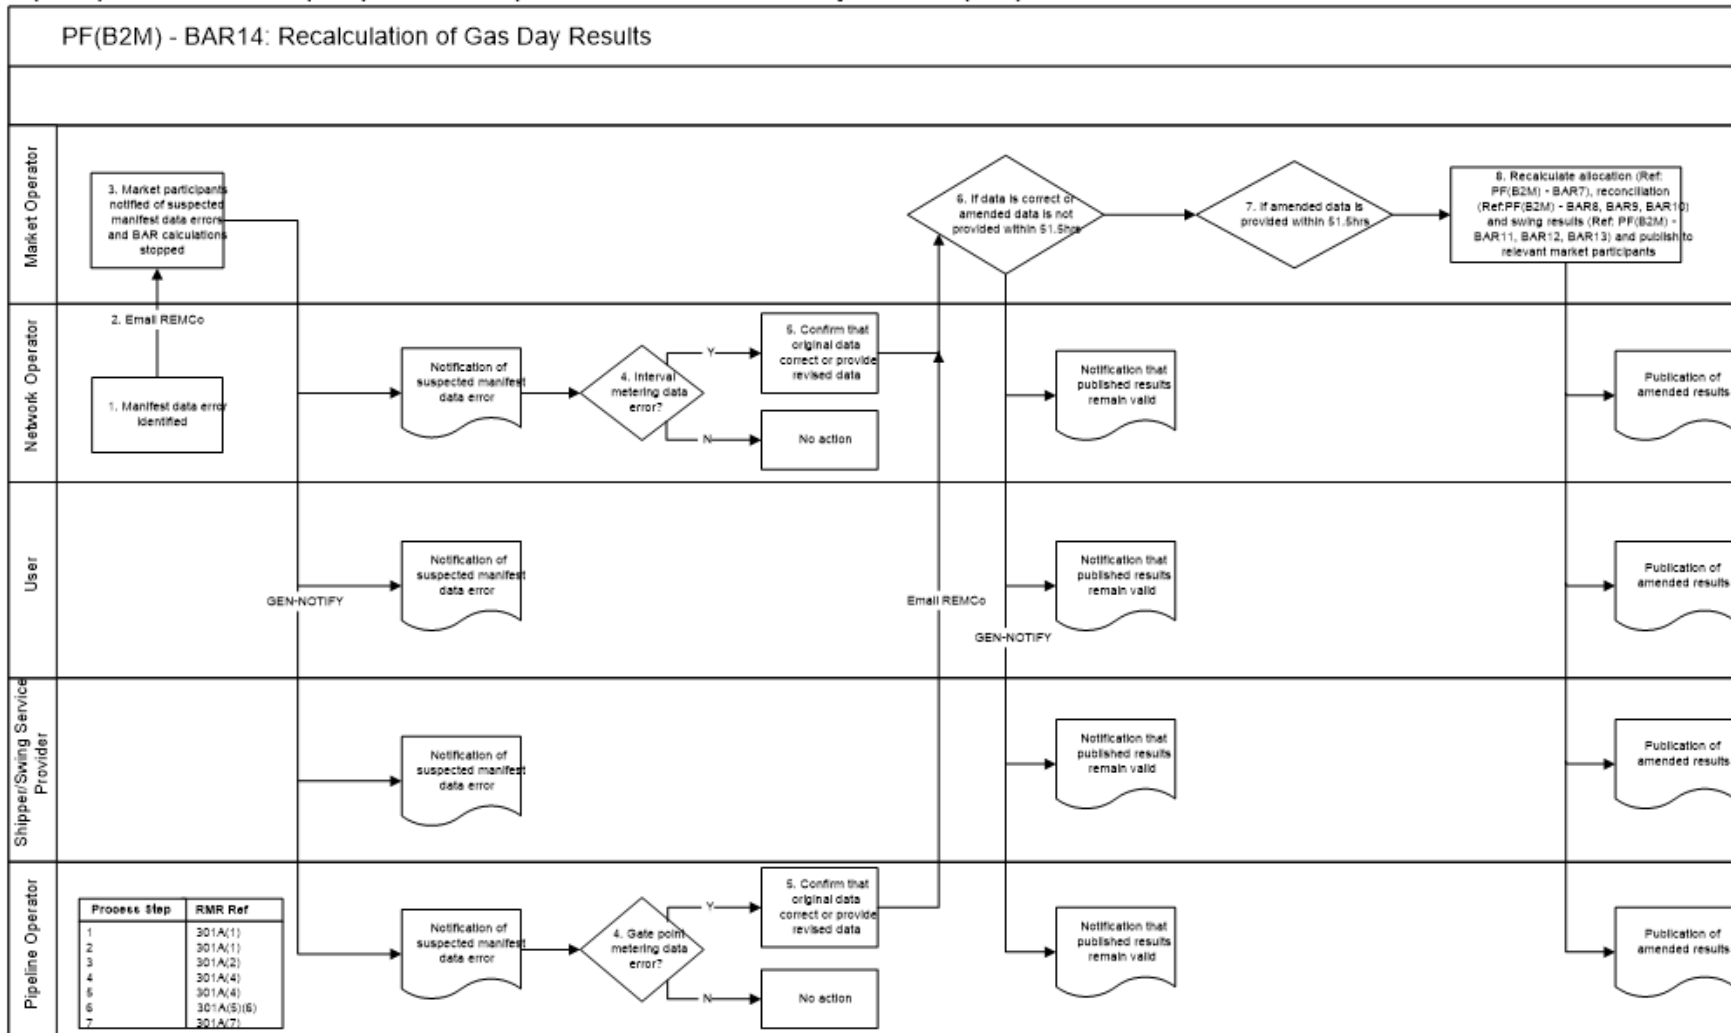 PF(B2M) - BAR14: Recalculation of Gas Day Results
Market Operator
3. Market participants
notified of suspected
manifest data errors
and BAR calculations
stopped
6. If data is correct or
amended data is not
provided within 51.5hrs
7. If amended data is
provided within 51.5hrs
8. Recalculate allocation (Ref:
PF(B2M) - BAR7), reconciliation
(Ref:PF(B2M) - BAR8, BAR9, BAR10)
and swing results (Ref: PF(B2M) -
BAR11, BAR12, BAR13) and publish to
relevant market participants
Network Operator
2. Email REMCo
1. Manifest data error
identified
Notification of
suspected manifest
data error
4. Interval
metering data
error?
Y
N
5. Confirm that
original data
correct or provide
revised data
No action
Notification that
published results
remain valid
Publication of
amended results
User
GEN-NOTIFY
Notification of
suspected manifest
data error
Email REMCo
GEN-NOTIFY
Notification that
published results
remain valid
Publication of
amended results
Shipper/Swing Service
Provider
Notification of
suspected manifest
data error
Notification that
published results
remain valid
Publication of
amended results
Pipeline Operator
Process Step RMR Ref
1 301A(1)
2 301A(1)
3 301A(2)
4 301A(4)
5 301A(4)
6 301A(5)(6)
7 301A(7)
Notification of
suspected manifest
data error
4. Gate point
metering data
error?
Y
N
5. Confirm that
original data
correct or provide
revised data
No action
Notification that
published results
remain valid
Publication of
amended results